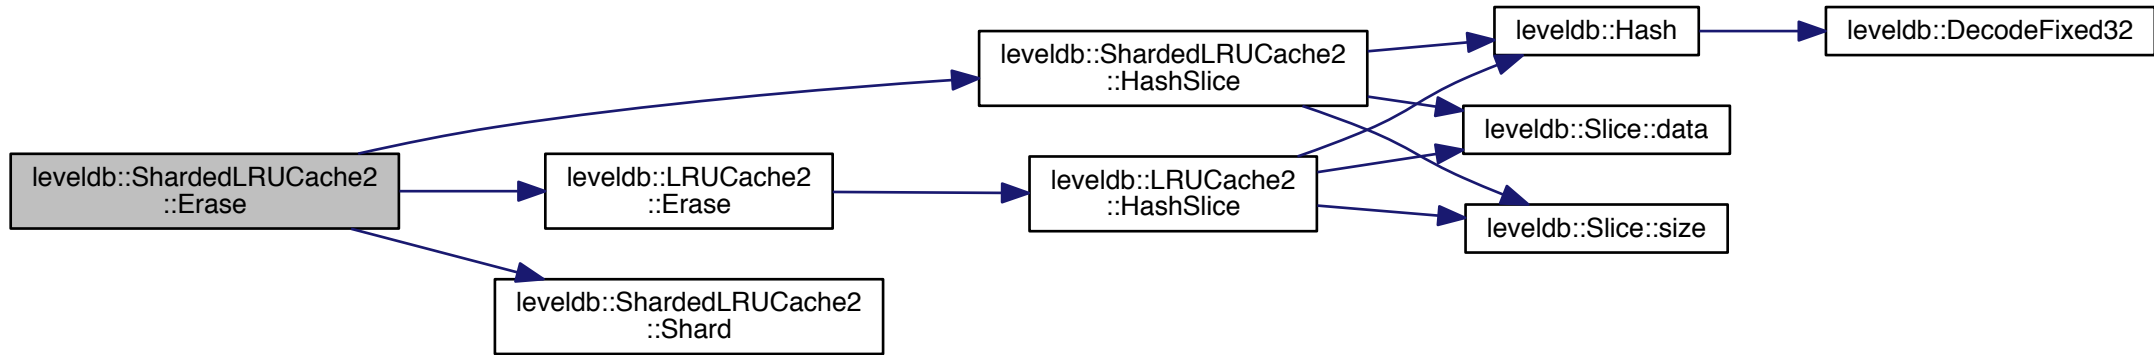 leveldb::ShardedLRUCache2
::Erase
leveldb::ShardedLRUCache2
::HashSlice
leveldb::LRUCache2
::Erase
leveldb::ShardedLRUCache2
::Shard
leveldb::LRUCache2
::HashSlice
leveldb::Hash
leveldb::Slice::data
leveldb::Slice::size
leveldb::DecodeFixed32